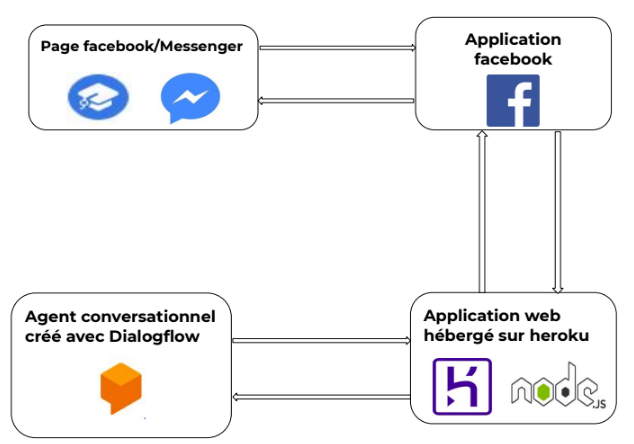 Page facebook/Messenger
Application
facebook
Agent conversationnel
créé avec Dialogflow
Application web
hébergé sur heroku
node
JS